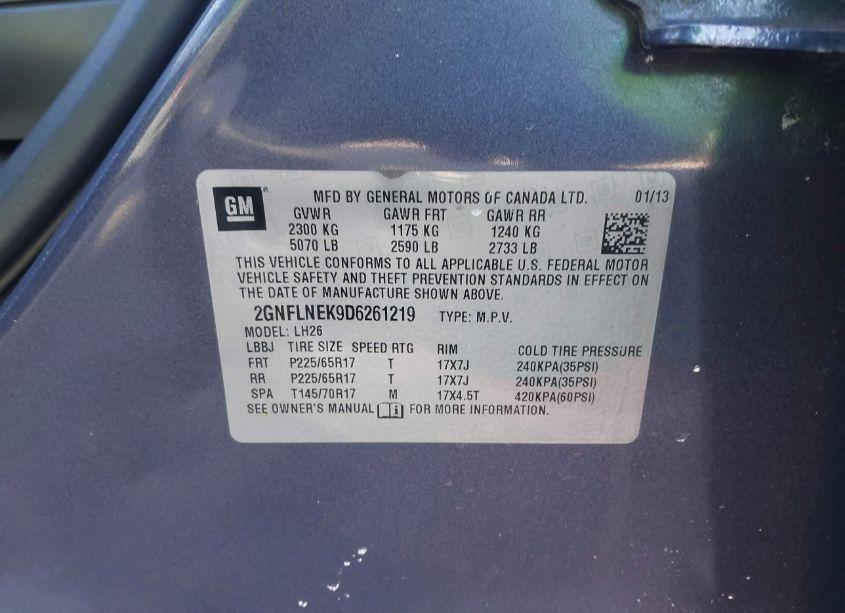 GM
MFD BY GENERAL MOTORS OF CANADA LTD. 01/13
GVWR GAWR FRT GAWR RR
2300 KG 1175 KG 1240 KG
5070 LB 2590 LB 2733 LB
THIS VEHICLE CONFORMS TO ALL APPLICABLE U.S. FEDERAL MOTOR
VEHICLE SAFETY AND THEFT PREVENTION STANDARDS IN EFFECT ON
THE DATE OF MANUFACTURE SHOWN ABOVE.
2GNFLNEK9D6261219 TYPE: M.P.V.
MODEL: LH26
LBBJ TIRE SIZE SPEED RTG RIM COLD TIRE PRESSURE
FRT P225/65R17 T 17X7J 240KPA(35PSI)
RR P225/65R17 T 17X7J 240KPA(35PSI)
SPA T145/70R17 M 17X4.5T 420KPA(60PSI)
SEE OWNER'S MANUAL FOR MORE INFORMATION.